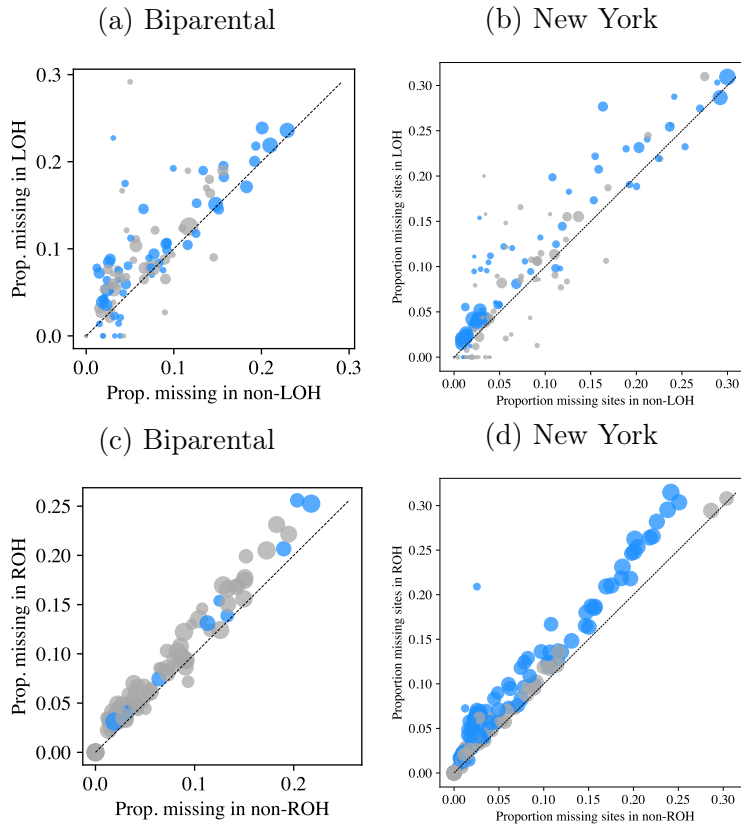 (a) Biparental
0.3
0.2
0.1
0.0
Prop. missing in LOH
0.0 0.1 0.2 0.3
Prop. missing in non-LOH
(b) New York
0.30
0.25
0.20
0.15
0.10
0.05
0.00
Proportion missing sites in LOH
0.00 0.05 0.10 0.15 0.20 0.25 0.30
Proportion missing sites in non-LOH
(c) Biparental
0.25
0.20
0.15
0.10
0.05
0.00
Prop. missing in ROH
0.0 0.1 0.2
Prop. missing in non-ROH
(d) New York
0.30
0.25
0.20
0.15
0.10
0.05
0.00
Proportion missing sites in ROH
0.00 0.05 0.10 0.15 0.20 0.25 0.30
Proportion missing sites in non-ROH